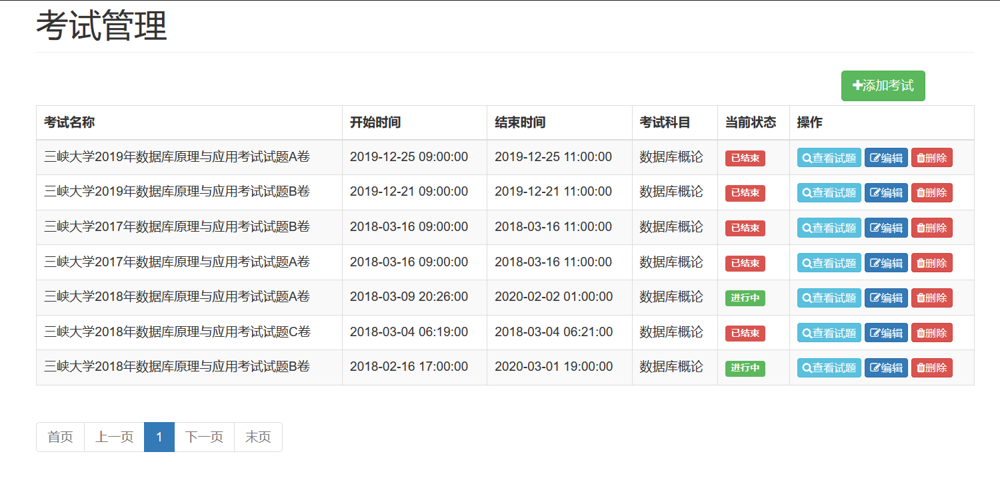 考试管理
添加考试
考试名称 开始时间 结束时间 考试科目 当前状态 操作
三峡大学2019年数据库原理与应用考试试题A卷 2019-12-25 09:00:00 2019-12-25 11:00:00 数据库概论 已结束 查看试题 编辑 删除
三峡大学2019年数据库原理与应用考试试题B卷 2019-12-21 09:00:00 2019-12-21 11:00:00 数据库概论 已结束 查看试题 编辑 删除
三峡大学2017年数据库原理与应用考试试题B卷 2018-03-16 09:00:00 2018-03-16 11:00:00 数据库概论 已结束 查看试题 编辑 删除
三峡大学2017年数据库原理与应用考试试题A卷 2018-03-16 09:00:00 2018-03-16 11:00:00 数据库概论 已结束 查看试题 编辑 删除
三峡大学2018年数据库原理与应用考试试题A卷 2018-03-09 20:26:00 2020-02-02 01:00:00 数据库概论 进行中 查看试题 编辑 删除
三峡大学2018年数据库原理与应用考试试题C卷 2018-03-04 06:19:00 2018-03-04 06:21:00 数据库概论 已结束 查看试题 编辑 删除
三峡大学2018年数据库原理与应用考试试题B卷 2018-02-16 17:00:00 2020-03-01 19:00:00 数据库概论 进行中 查看试题 编辑 删除
首页 上一页 1 下一页 末页